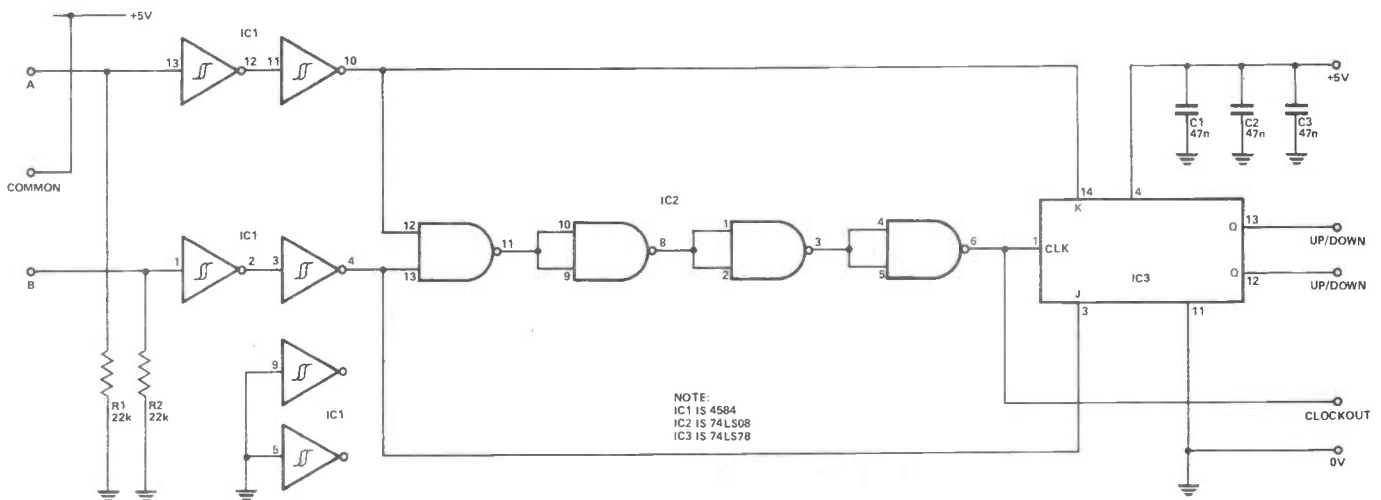 +5V
IC1
13
12
11
10
A
COMMON
+5V
C1
47n
C2
47n
C3
47n
IC1
1
2
3
4
B
IC2
12
13
11
10
9
8
1
2
3
4
5
6
14
K
4
1
CLK
IC3
J
3
11
Q
13
UP/DOWN
Q
12
UP/DOWN
R1
22k
R2
22k
9
5
IC1
NOTE:
IC1 IS 4584
IC2 IS 74LS08
IC3 IS 74LS78
CLOCKOUT
0V